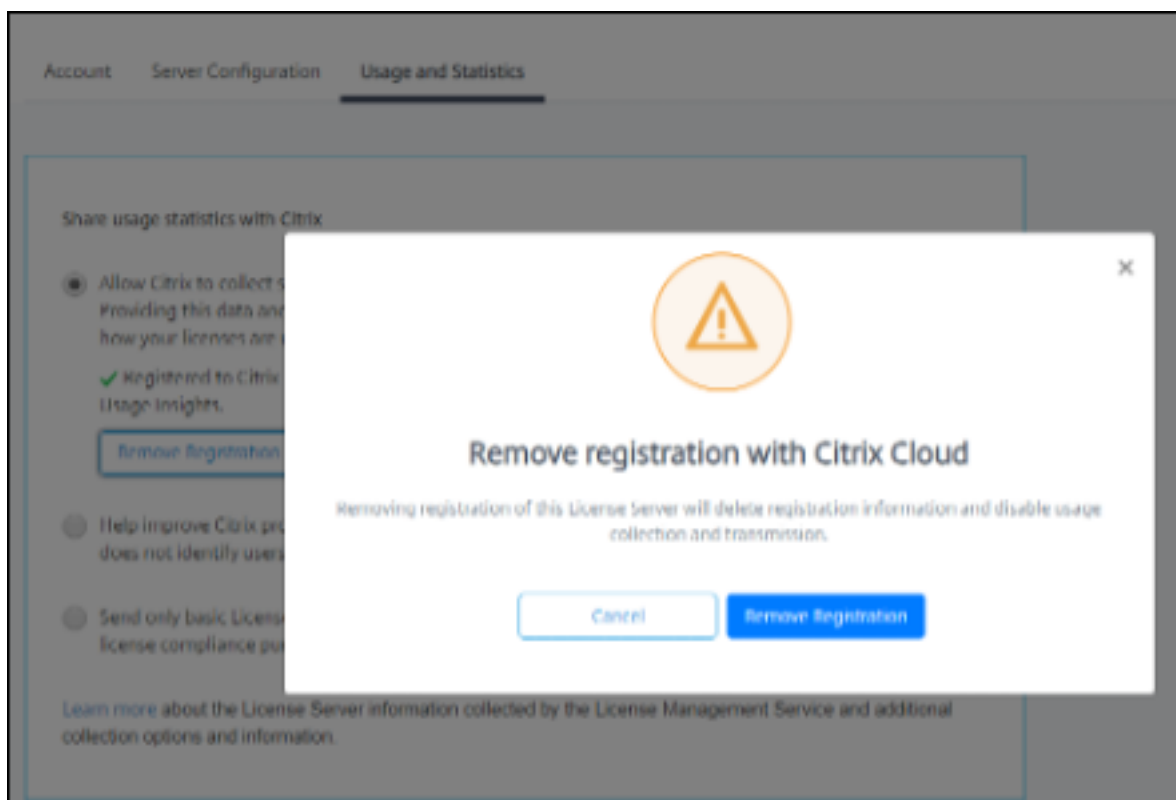 Account Server Configuration Usage and Statistics
Share usage statistics with Citrix
Allow Citrix to collect s
Providing this data and
how your licenses are
Registered to Citrix
Usage Insights.
Remove Registration
Help improve Citrix pro
does not identify users
Send only basic Licens
license compliance pu
Learn more about the License Server information collected by the License Management Service and additional
collection options and information.
×
Remove registration with Citrix Cloud
Removing registration of this License Server will delete registration information and disable usage
collection and transmission.
Cancel Remove Registration